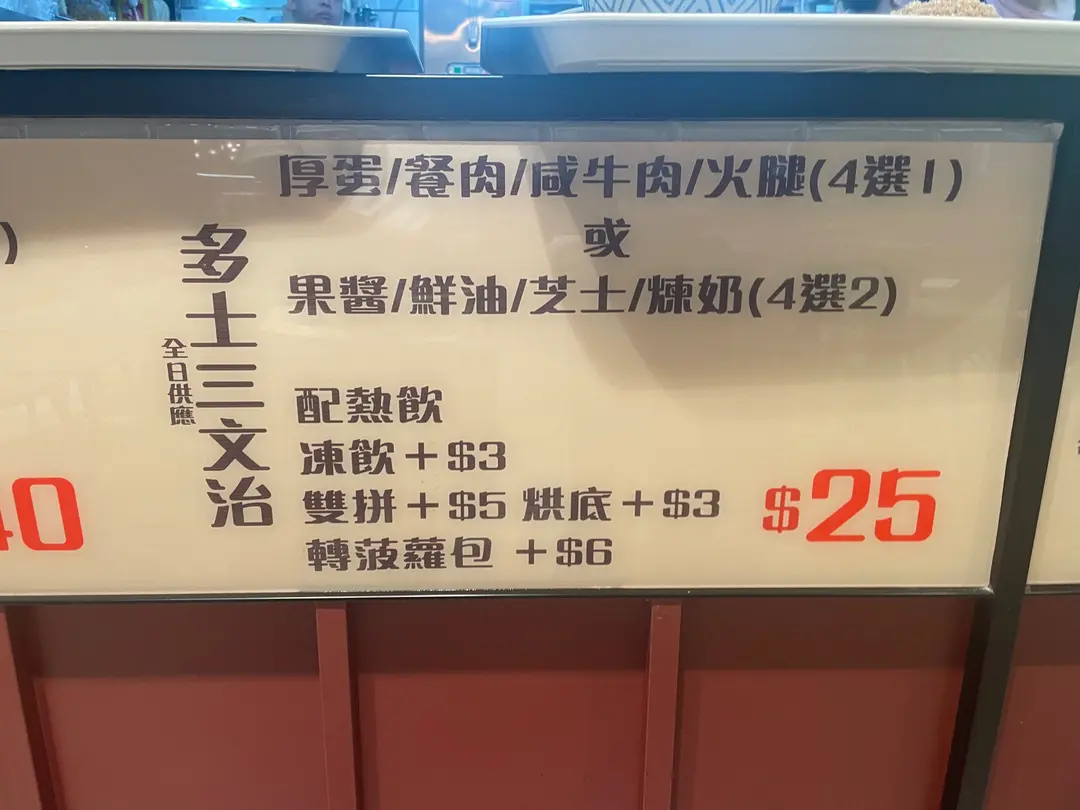 厚蛋/餐肉/咸牛肉/火腿(4選1)
或
果醬/鮮油/芝士/煉奶(4選2)
多士三文治
全日供應
配熱飲
凍飲+$3
雙拼+$5 烘底+$3
轉菠蘿包 +$6
$25
)
40